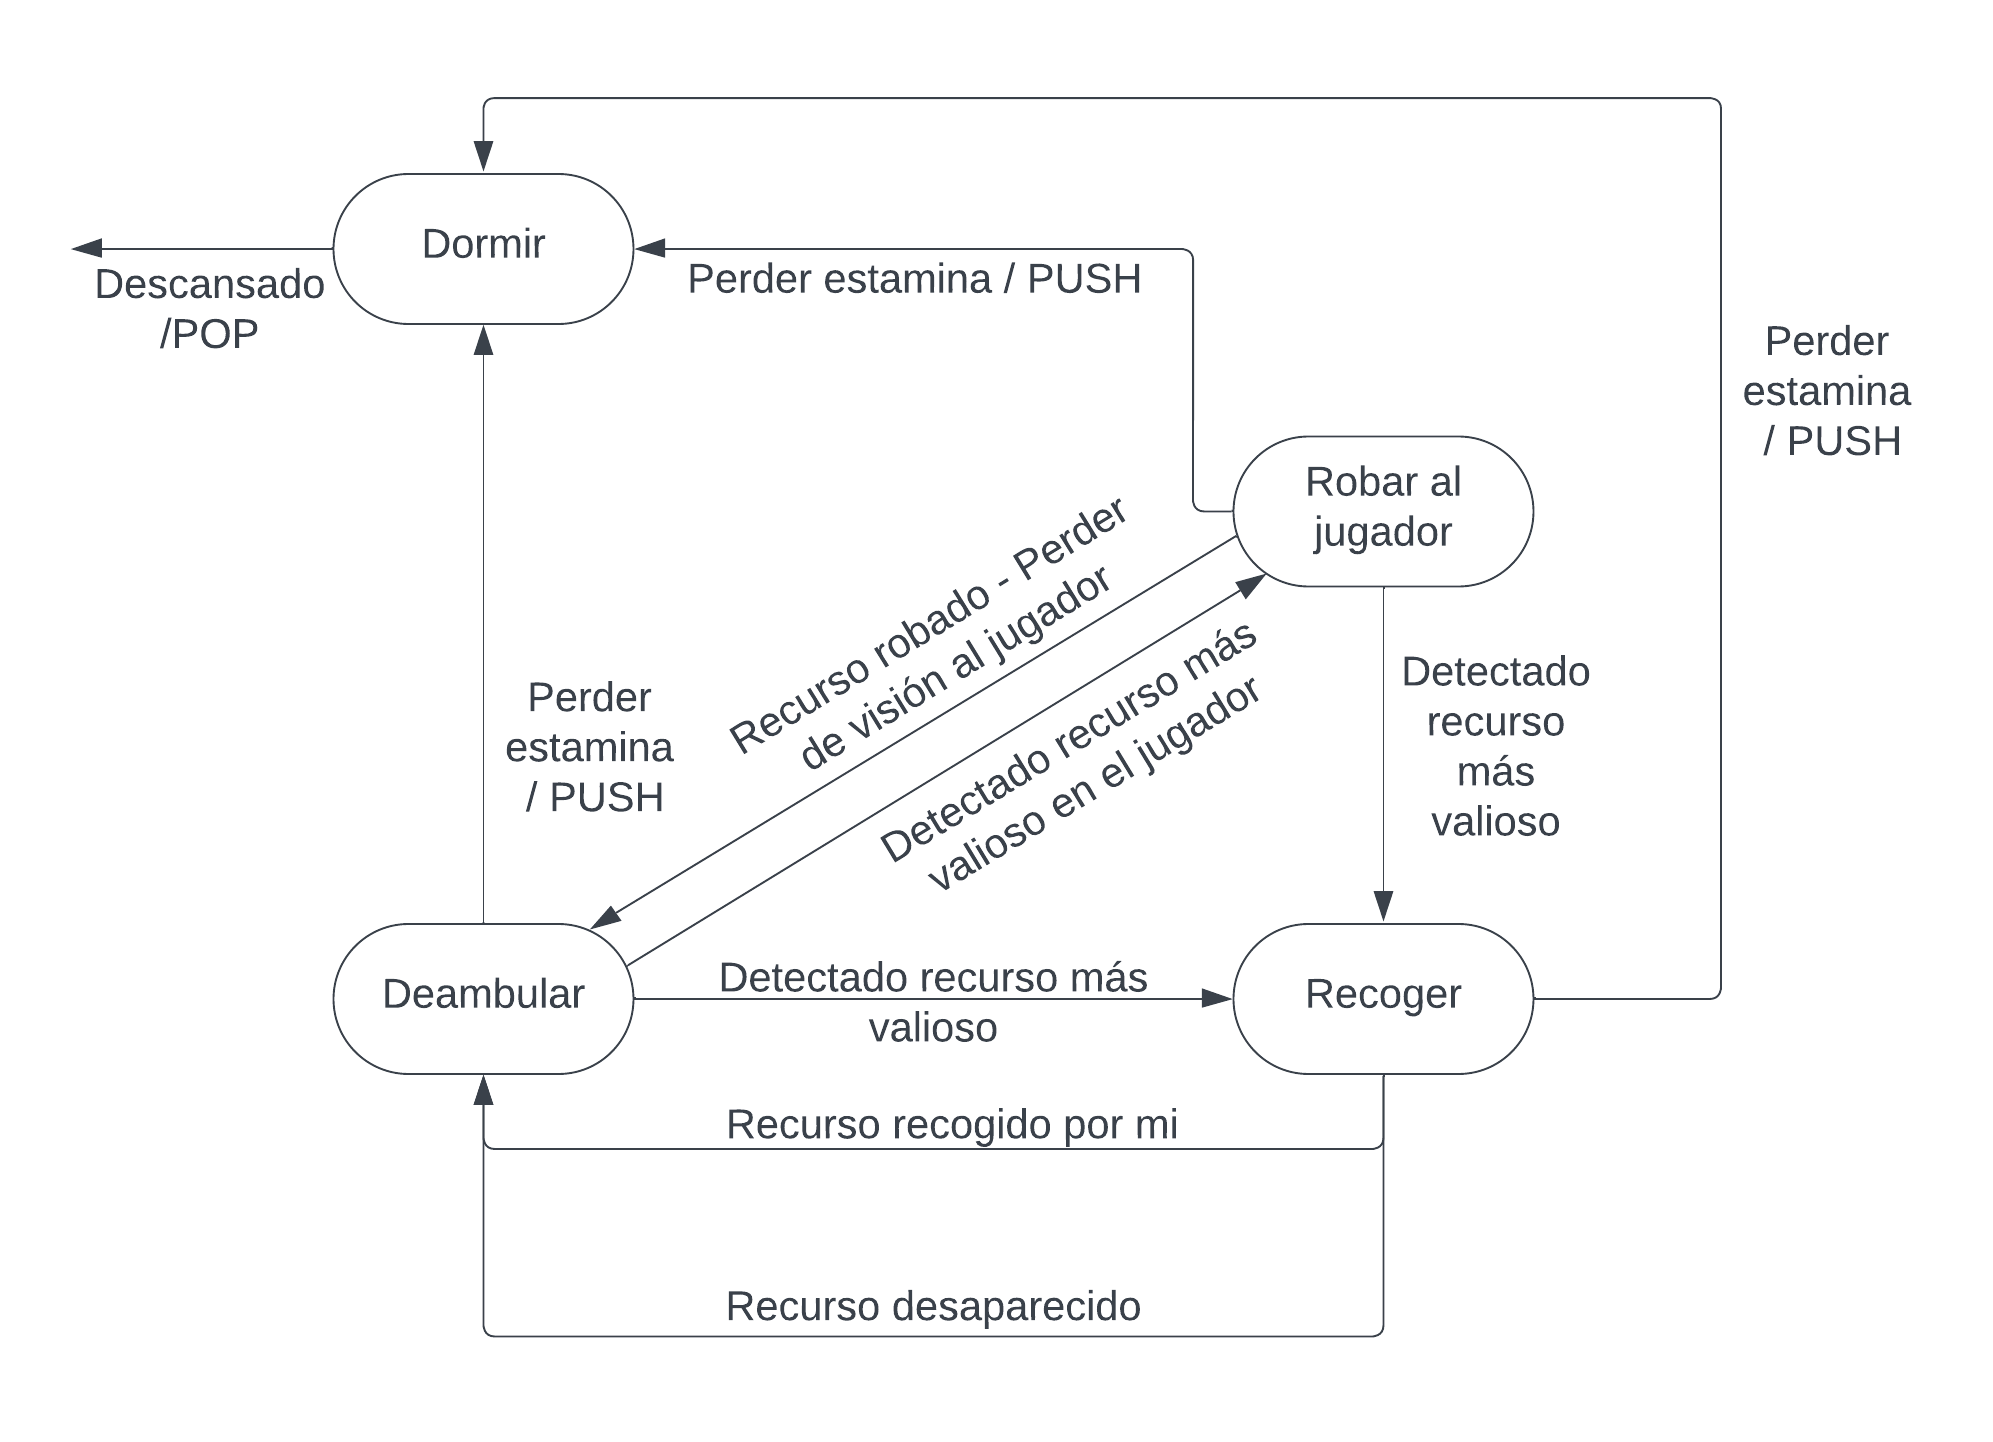 Dormir
Descansado
/POP
Perder estamina / PUSH
Perder
estamina
/ PUSH
Robar al
jugador
Recurso robado - Perder
de visión al jugador
Detectado recurso más
valioso en el jugador
Perder
estamina
/ PUSH
Detectado
recurso
más
valioso
Deambular
Detectado recurso más
valioso
Recoger
Recurso recogido por mi
Recurso desaparecido